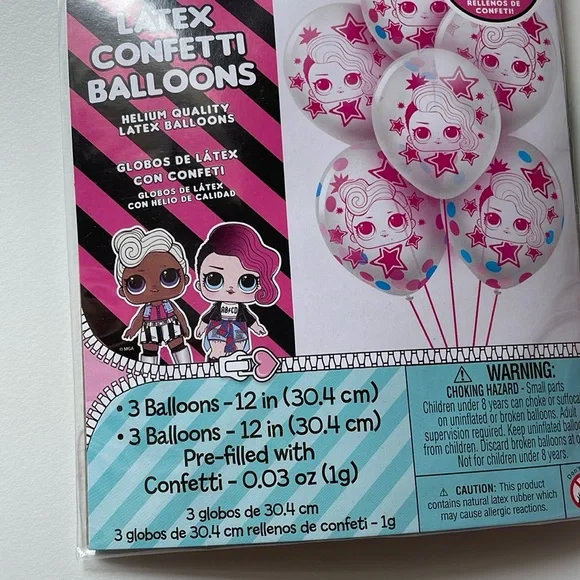 LATEX
CONFETTI
BALLOONS
HELIUM QUALITY
LATEX BALLOONS
GLOBOS DE LÁTEX
CON CONFETI
GLOBOS DE LÁTEX
CON HELIO DE CALIDAD
RELLENOS DE
CONFETI!
ABCD
© MGA
• 3 Balloons - 12 in (30.4 cm)
• 3 Balloons - 12 in (30.4 cm)
Pre-filled with
Confetti - 0.03 oz (1g)
3 globos de 30.4 cm
3 globos de 30.4 cm rellenos de confeti - 1g
WARNING:
CHOKING HAZARD - Small parts
Children under 8 years can choke or
on uninflated or broken balloons. Adult
supervision required. Keep uninflated
from children. Discard broken balloons at
Not for children under 8 years.
CAUTION: This product
contains natural latex rubber which
may cause allergic reactions.